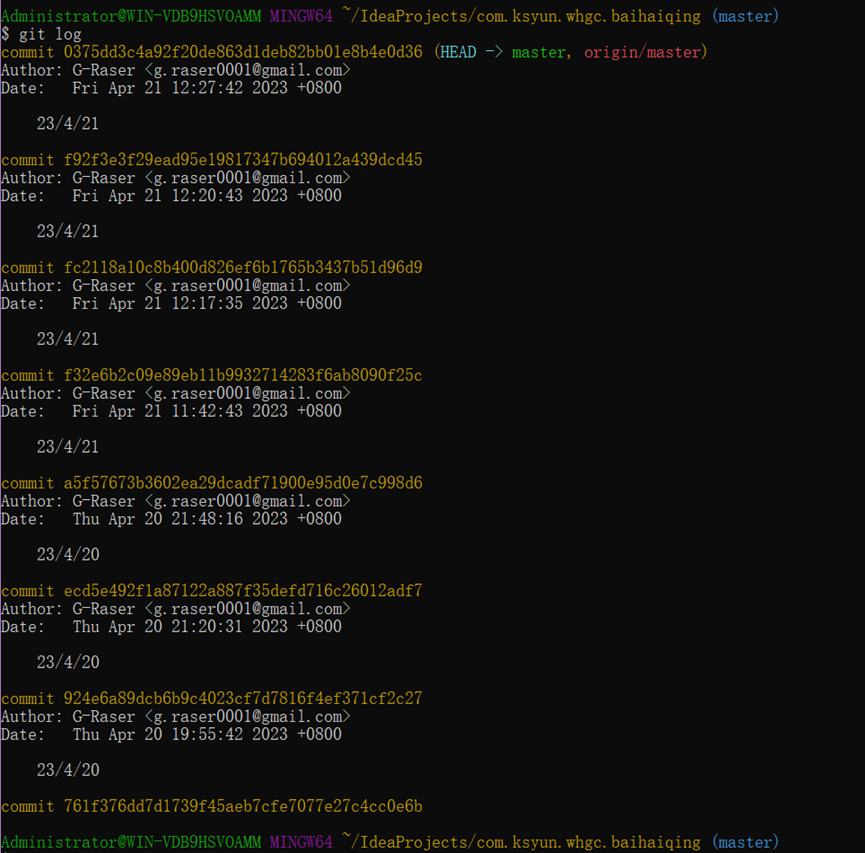 Administrator@WIN-VDB9HSVOAMM MINGW64 ~/IdeaProjects/com.ksyun.whgc.baihaiqing (master)
$ git log
commit 0375dd3c4a92f20de863d1deb82bb01e8b4e0d36 (HEAD -> master, origin/master)
Author: G-Raser <g.raser0001@gmail.com>
Date:   Fri Apr 21 12:27:42 2023 +0800

    23/4/21

commit f92f3e3f29ead95e19817347b694012a439dcd45
Author: G-Raser <g.raser0001@gmail.com>
Date:   Fri Apr 21 12:20:43 2023 +0800

    23/4/21

commit fc2118a10c8b400d826ef6b1765b3437b51d96d9
Author: G-Raser <g.raser0001@gmail.com>
Date:   Fri Apr 21 12:17:35 2023 +0800

    23/4/21

commit f32e6b2c09e89eb11b9932714283f6ab8090f25c
Author: G-Raser <g.raser0001@gmail.com>
Date:   Fri Apr 21 11:42:43 2023 +0800

    23/4/21

commit a5f57673b3602ea29dcadf71900e95d0e7c998d6
Author: G-Raser <g.raser0001@gmail.com>
Date:   Thu Apr 20 21:48:16 2023 +0800

    23/4/20

commit ecd5e492f1a87122a887f35defd716c26012adf7
Author: G-Raser <g.raser0001@gmail.com>
Date:   Thu Apr 20 21:20:31 2023 +0800

    23/4/20

commit 924e6a89dcb6b9c4023cf7d7816f4ef371cf2c27
Author: G-Raser <g.raser0001@gmail.com>
Date:   Thu Apr 20 19:55:42 2023 +0800

    23/4/20

commit 761f376dd7d1739f45aeb7cfe7077e27c4cc0e6b

Administrator@WIN-VDB9HSVOAMM MINGW64 ~/IdeaProjects/com.ksyun.whgc.baihaiqing (master)